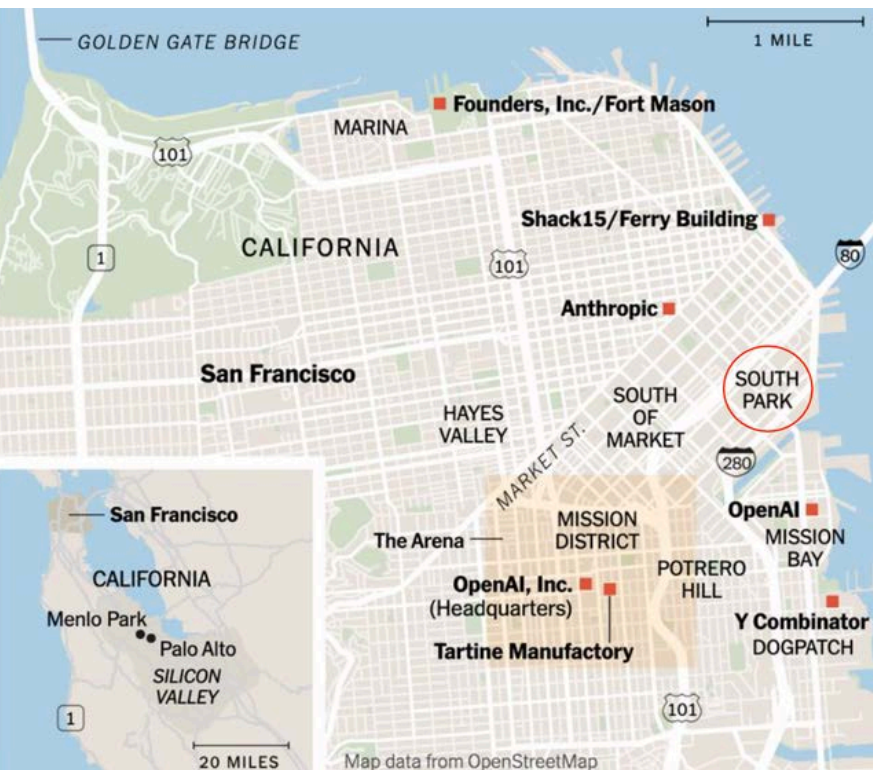 GOLDEN GATE BRIDGE
1 MILE
Founders, Inc./Fort Mason
MARINA
101
Shack15/Ferry Building
CALIFORNIA
1
101
80
Anthropic
San Francisco
SOUTH
PARK
SOUTH
OF
MARKET
HAYES
VALLEY
MARKET ST.
280
OpenAI
MISSION
BAY
MISSION
DISTRICT
The Arena
POTRERO
HILL
OpenAI, Inc.
(Headquarters)
Y Combinator
DOGPATCH
Tartine Manufactory
101
San Francisco
CALIFORNIA
Menlo Park
Palo Alto
SILICON
VALLEY
1
20 MILES
Map data from OpenStreetMap